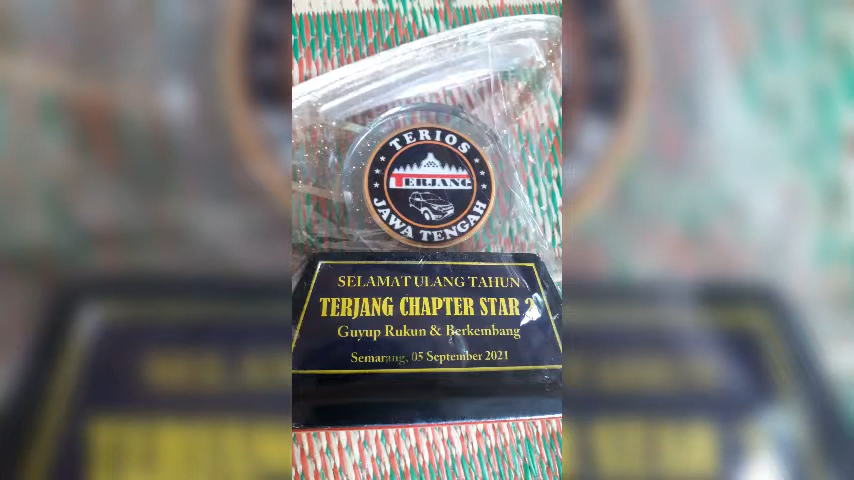 TERIOS
TERJANG
JAWA TENGAH
SELAMAT ULANG TAHUN
TERJANG CHAPTER STAR
Guyup Rukun & Berkembang
Semarang, 05 September 2021